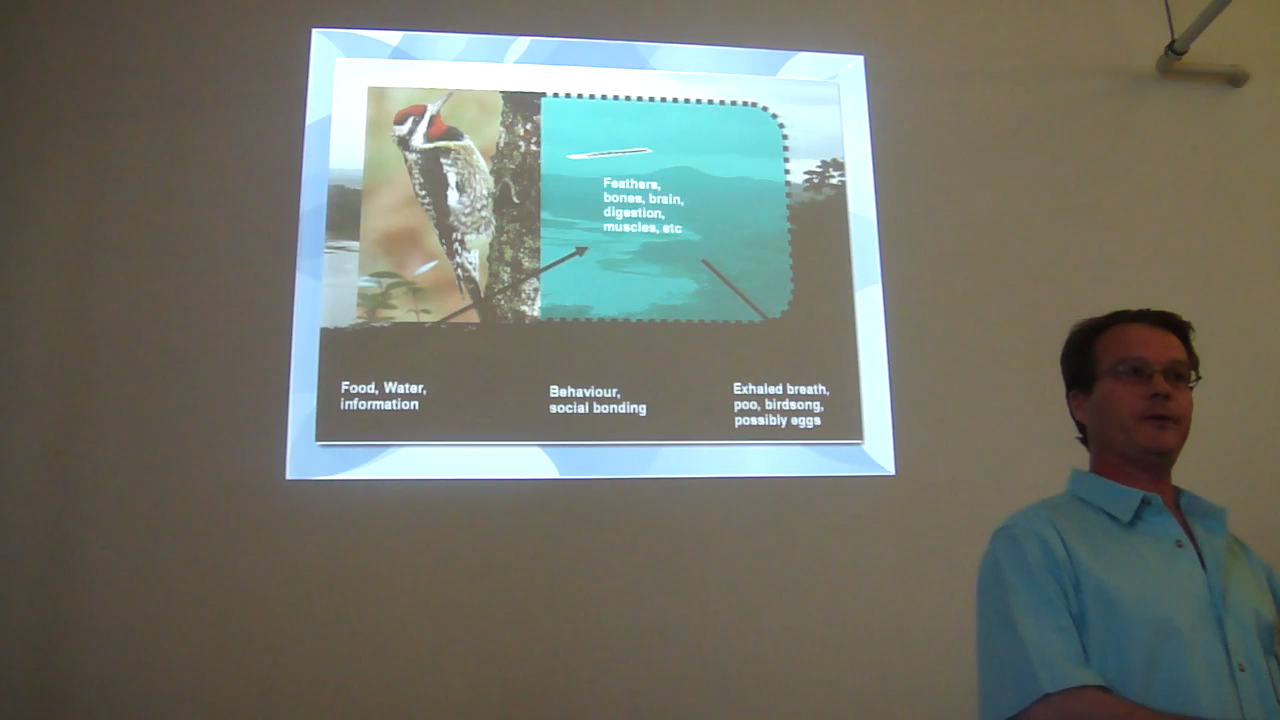 Feathers,
bones, brain,
digestion,
muscles, etc
Food, Water,
information
Behaviour,
social bonding
Exhaled breath,
poo, birdsong,
possibly eggs